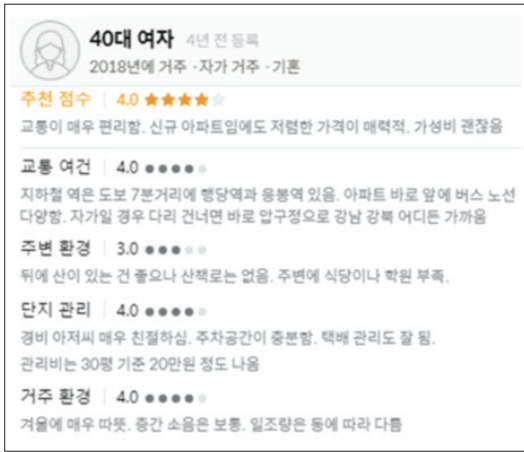 40대 여자 4년 전 등록
2018년에 거주 · 자가 거주 · 기혼
추천 점수 | 4.0
교통이 매우 편리함. 신규 아파트임에도 저렴한 가격이 매력적. 가성비 괜찮음
교통 여건 | 4.0
지하철 역은 도보 7분거리에 행당역과 응봉역 있음. 아파트 바로 앞에 버스 노선
다양함. 자가일 경우 다리 건너면 바로 압구정으로 강남 강북 어디든 가까움
주변 환경 | 3.0
뒤에 산이 있는 건 좋으나 산책로는 없음. 주변에 식당이나 학원 부족.
단지 관리 | 4.0
경비 아저씨 매우 친절하심. 주차공간이 충분함. 택배 관리도 잘 됨.
관리비는 30평 기준 20만원 정도 나옴
거주 환경 | 4.0
겨울에 매우 따뜻. 층간 소음은 보통. 일조량은 동에 따라 다름